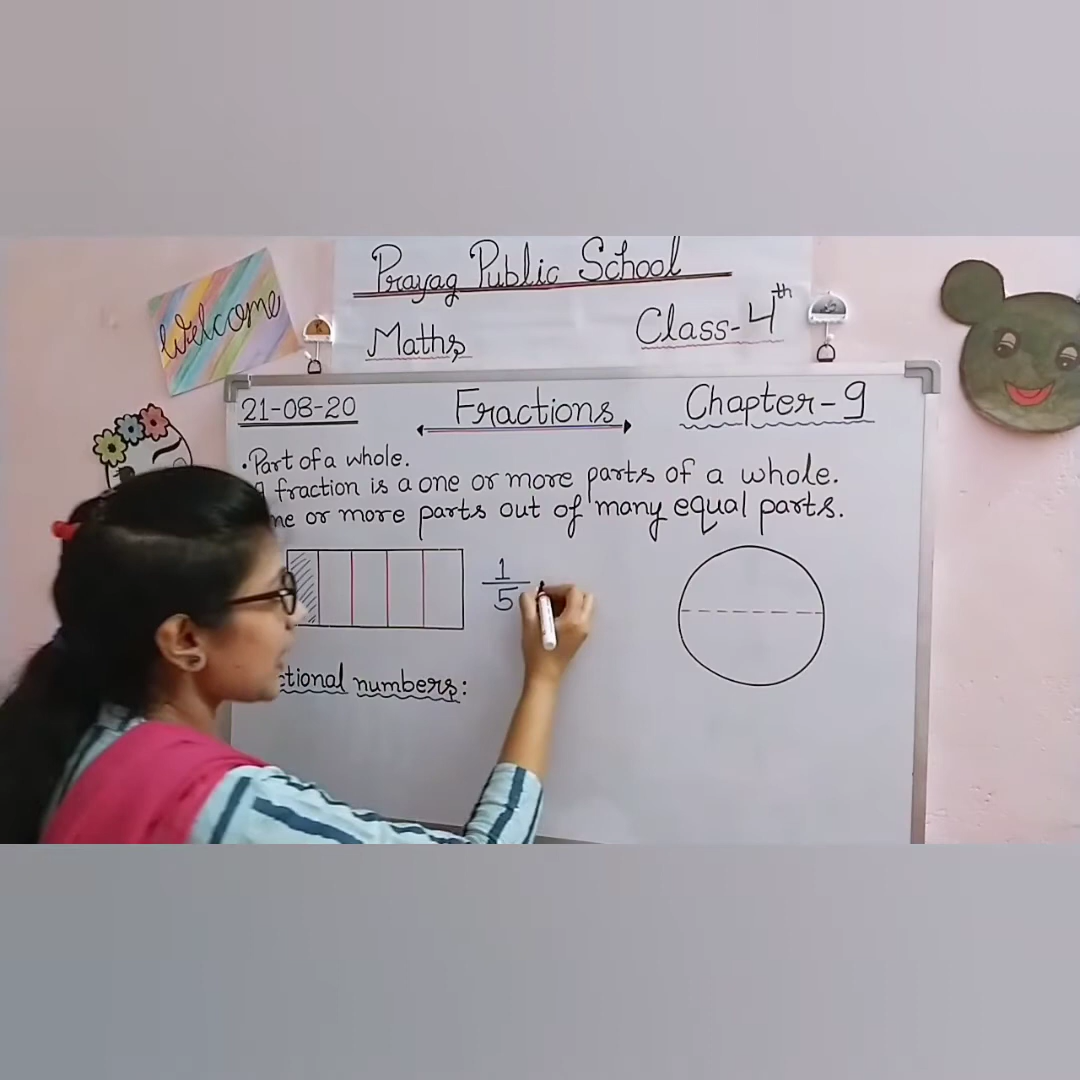 Prayag Public School
Welcome
Maths
Class-4th
21-08-20
Fractions
Chapter-9
• Part of a whole.
fraction is a one or more parts of a whole.
or more parts out of many equal parts.
1
5
numbers: